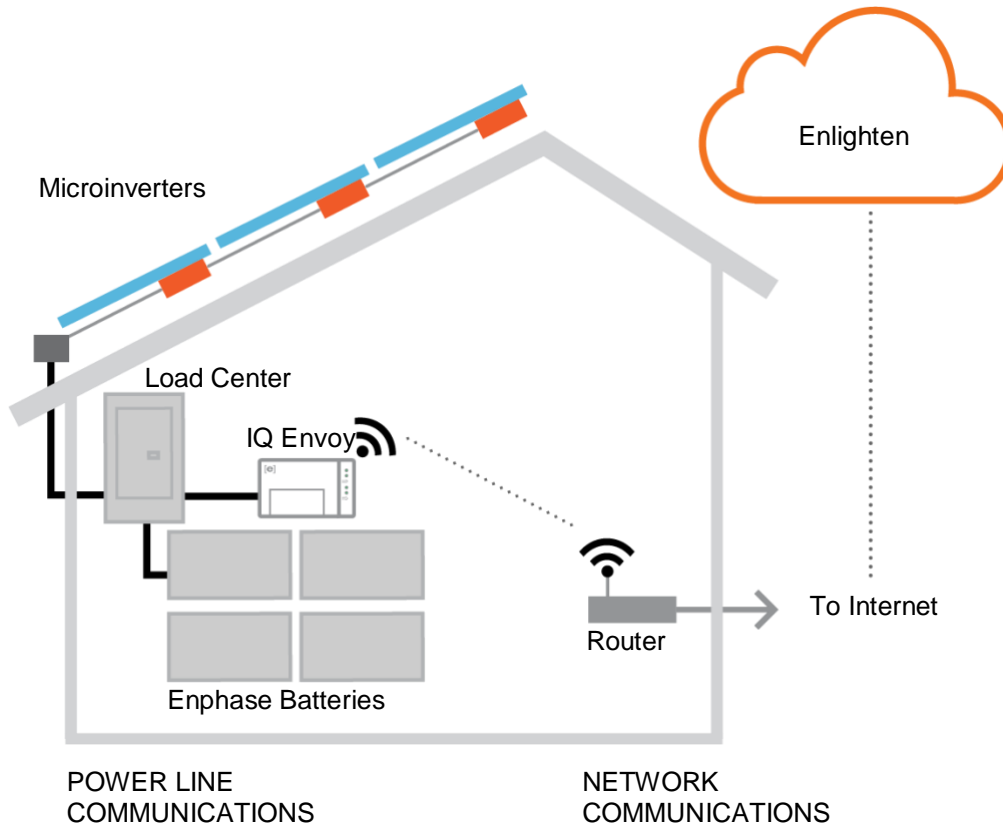 Enlighten
Microinverters
Load Center
IQ Envoy
[e]
To Internet
Router
Enphase Batteries
POWER LINE
COMMUNICATIONS
NETWORK
COMMUNICATIONS